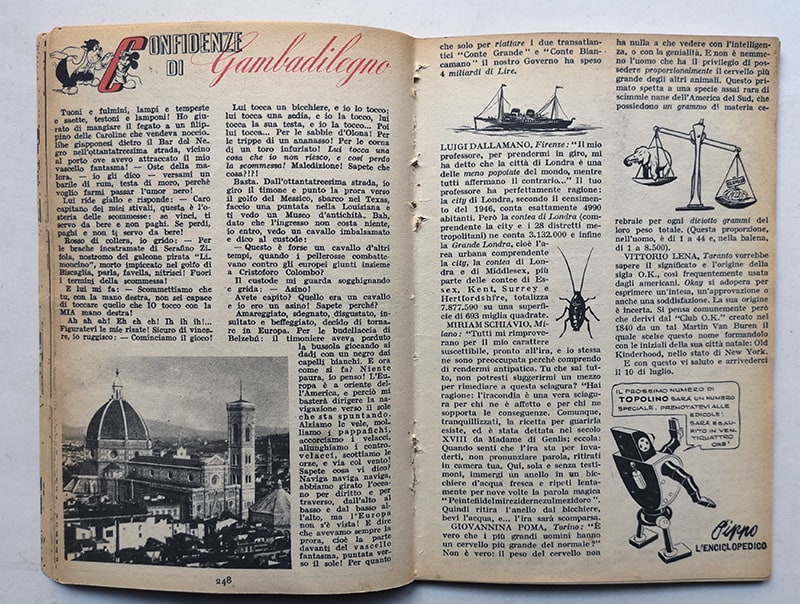 CONFIDENZE
DI Gambadilegno
Tuoni e fulmini, lampi e tempeste
e saette, testoni e lamponi! Ho giu-
rato di mangiare il fegato a un filip-
pino delle Caroline che vendeva noccio-
line giapponesi dietro il Bar del Ne-
gro nell'ottantatreesima strada, vicino
al porto ove avevo attraccato il mio
vascello fantasma! — Oste della ma-
lora, — io gli dico — versami un
barile di rum, testa di moro, perchè
voglio farmi passar l'umor nero!
Lui ride giallo e risponde: — Caro
capitano dei miei stivali, questa è l'o-
steria delle scommesse: se vinci, ti
servo da bere e non paghi. Se perdi,
paghi e non ti servo da bere!
Rosso di collera, io grido: — Per
le brache incatramate di Serafino Zi-
fola, nostromo del galeone pirata "Li-
moncino", morto impiccato nel golfo di
Biscaglia, parla, favella, nitrisci! Fuori
i termini della scommessa!
E lui mi fa: — Scommettiamo che
tu, con la mano destra, non sei capace
di toccare quello che IO tocco con la
MIA mano destra!
Ah ah ah! Eh eh eh! Ih ih ih!...
Figuratevi le mie risate! Sicuro di vince-
re, io ruggisco: — Cominciamo il gioco!
Lui tocca un bicchiere, e io lo tocco;
lui tocca una sedia, e io la tocco, lui
tocca, la sua testa, e io la tocco... Poi
lui tocca... Per le sabbie d'Olona! Per
le trippe di un ananasso! Per le corna
di un toro infuriato! Lui tocca una
cosa che io non riesco, e così perdo
la scommessa! Maledizione! Sapete che
cosa?!?!
Basta. Dall'ottantatreesima strada, io
giro il timone e punto la prora verso
il golfo del Messico, sbarco nel Texas,
faccio una puntata nella Louisiana e
ti vedo un Museo d'antichità. Bah,
dato che l'ingresso non costa niente,
io entro, vedo un cavallo imbalsamato
e dico al custode:
— Questo è forse un cavallo d'altri
tempi, quando i pellerosse combatte-
vano contro gli europei giunti insieme
a Cristoforo Colombo?
Il custode mi guarda sogghignando
e grida: — Asino!
Avete capito? Quello era un cavallo
e io ero un asino! Sapete perchè?
Amareggiato, sdegnato, disgustato, in-
sultato e beffeggiato, decido di torna-
re in Europa. Per le budellaccia di
Belzebù: il timoniere aveva perduto
la bussola giocando ai
dadi con un negro dai
capelli bianchi. E ora
come si fa? Niente
paura, io penso! L'Eu-
ropa è a oriente del-
l'America, e perciò mi
basterà dirigere la na-
vigazione verso il sole
che sta spuntando.
Alziamo le vele, mol-
liamo i pappafichi,
accorciamo i velacci,
allunghiamo i contro-
velacci, scottiamo le
orze, e via col vento!
Sapete cosa vi dico?
Naviga naviga naviga,
abbiamo girato l'ocea-
no per diritto e per
traverso, dall'alto al
basso e dal basso al-
l'alto, ma l'Europa
non s'è vista! E dire
che avevamo sempre la
prora, cioè la parte
davanti del vascello
fantasma, puntata ver-
so il sole! Per quanto
248
che solo per riattare i due transatlan-
tici "Conte Grande" e "Conte Bian-
camano" il nostro Governo ha speso
4 miliardi di Lire.
LUIGI DALLAMANO, Firenze: "Il mio
professore, per prendermi in giro, mi
ha detto che la città di Londra è una
delle meno popolate del mondo, mentre
tutti affermano il contrario..." Il tuo
professore ha perfettamente ragione:
la city di Londra, secondo il censimen-
to del 1946, conta esattamente 4990
abitanti. Però la contea di Londra (com-
prendente la city e i 28 distretti me-
tropolitani) ne conta 3.132.000 e infine
la Grande Londra, cioè l'a-
rea urbana comprendente
la city, la contea di Lon-
dra e di Middlesex, più
parte delle contee di Es-
sex, Kent, Surrey e
Hertfordshire, totalizza
7.877.590 su una superfi-
cie di 693 miglia quadrate.
MIRIAM SCHIAVIO, Mi-
lano: "Tutti mi rimprove-
rano per il mio carattere
suscettibile, pronto all'ira, e io stessa
ne sono preoccupata perchè comprendo
di rendermi antipatica. Tu che sai tut-
to, non potresti suggerirmi un mezzo
per rimediare a questa sciagura? "Hai
ragione: l'iracondia è una vera sciagu-
ra per chi ne è affetto e per chi ne
sopporta le conseguenze. Comunque,
tranquillizzati, la ricetta per guarirla
esiste, ed è stata dettata nel secolo
XVIII da Madame di Genlis; eccola:
Quando senti che l'ira sta per invader-
ti, non pronunziar parola, ritirati
in camera tua. Qui, sola e senza testi-
moni, immergi un anello in un bic-
chiere d'acqua fresca e ripeti lenta-
mente per nove volte la parola magica
Quindi ritira l'anello dal bicchiere,
bevi l'acqua, e... l'ira sarà scomparsa.
GIOVANNINA POMA, Torino: "È
vero che i più grandi uomini hanno
un cervello più grande del normale?"
Non è vero: il peso del cervello non
ha nulla a che vedere con l'intelligen-
za, o con la genialità. E non è nemme-
no l'uomo che ha il privilegio di pos-
sedere proporzionalmente il cervello più
grande degli altri animali. Questo pri-
mato spetta a una specie assai rara di
scimmie nane dell'America del Sud, che
possiedono un grammo di materia ce-
rebrale per ogni diciotto grammi del
loro peso totale. (Questa proporzione,
nell'uomo, è di 1 a 44 e, nella balena,
di 1 a 8.500).
VITTORIO LENA, Taranto vorrebbe
sapere il significato e l'origine della
sigla O.K., così frequentemente usata
dagli americani. Okay si adopera per
esprimere un'intesa, un'approvazione o
anche una soddisfazione. La sua origine
è incerta. Si pensa comunemente però
che derivi dal "Club O.K." creato nel
1840 da un tal Martin Van Buren il
quale scelse questo nome formandolo
con le iniziali della sua città natale: Old
Kinderhood, nello stato di New York.
E con questo vi saluto e arrivederci
il 10 di luglio.
IL PROSSIMO NUMERO DI
TOPOLINO SARÀ UN NUMERO
SPECIALE. PRENOTATEVI ALLE
EDICOLE!
SARÀ ESAU-
RITO IN VEN-
TIQUATTRO
ORE!
Pippo
L'ENCICLOPEDICO